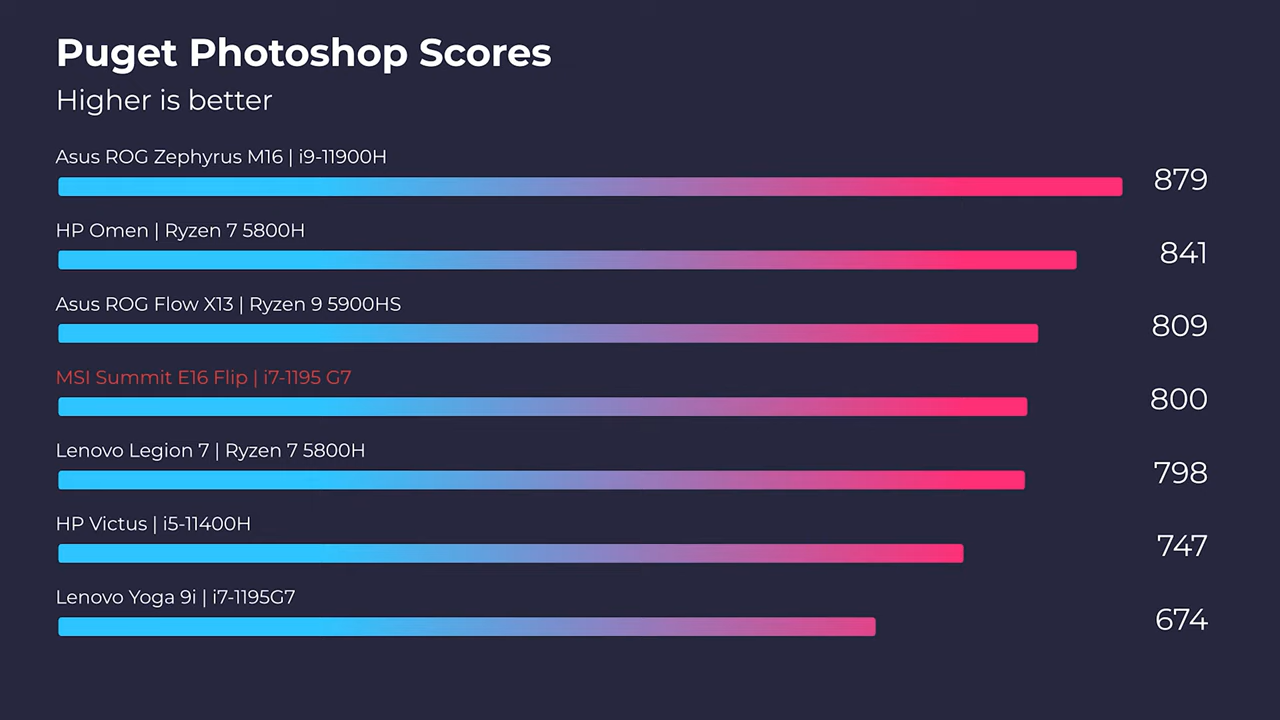 Puget Photoshop Scores
Higher is better
Asus ROG Zephyrus M16 | i9-11900H
879
HP Omen | Ryzen 7 5800H
841
Asus ROG Flow X13 | Ryzen 9 5900HS
809
MSI Summit E16 Flip | i7-1195 G7
800
Lenovo Legion 7 | Ryzen 7 5800H
798
HP Victus | i5-11400H
747
Lenovo Yoga 9i | i7-1195G7
674